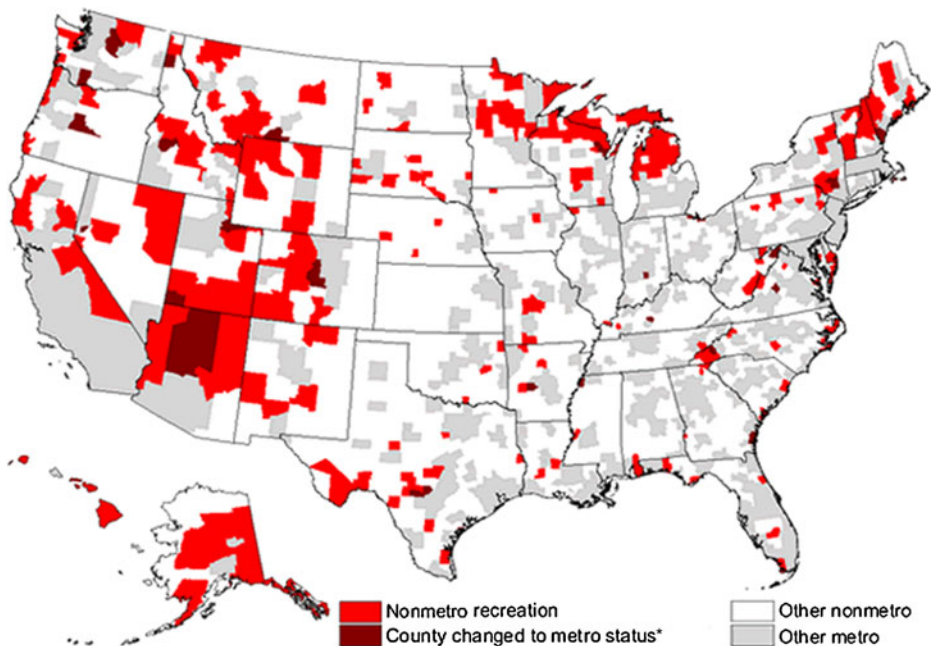 Nonmetro recreation
County changed to metro status*
Other nonmetro
Other metro